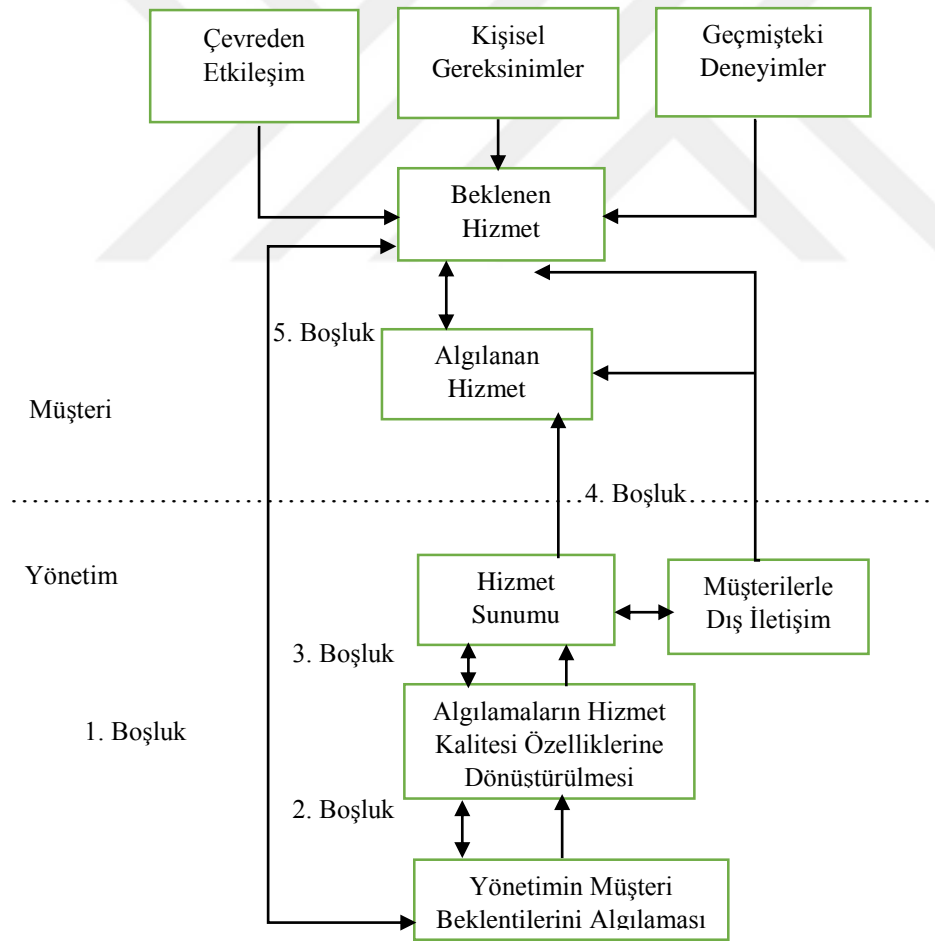 Çevreden
Etkileşim
Kişisel
Gereksinimler
Geçmişteki
Deneyimler
Beklenen
Hizmet
5. Boşluk
Algılanan
Hizmet
Müşteri
4. Boşluk
Yönetim
Hizmet
Sunumu
Müşterilerle
Dış İletişim
3. Boşluk
Algılamaların Hizmet
Kalitesi Özelliklerine
Dönüştürülmesi
1. Boşluk
2. Boşluk
Yönetimin Müşteri
Beklentilerini Algılaması